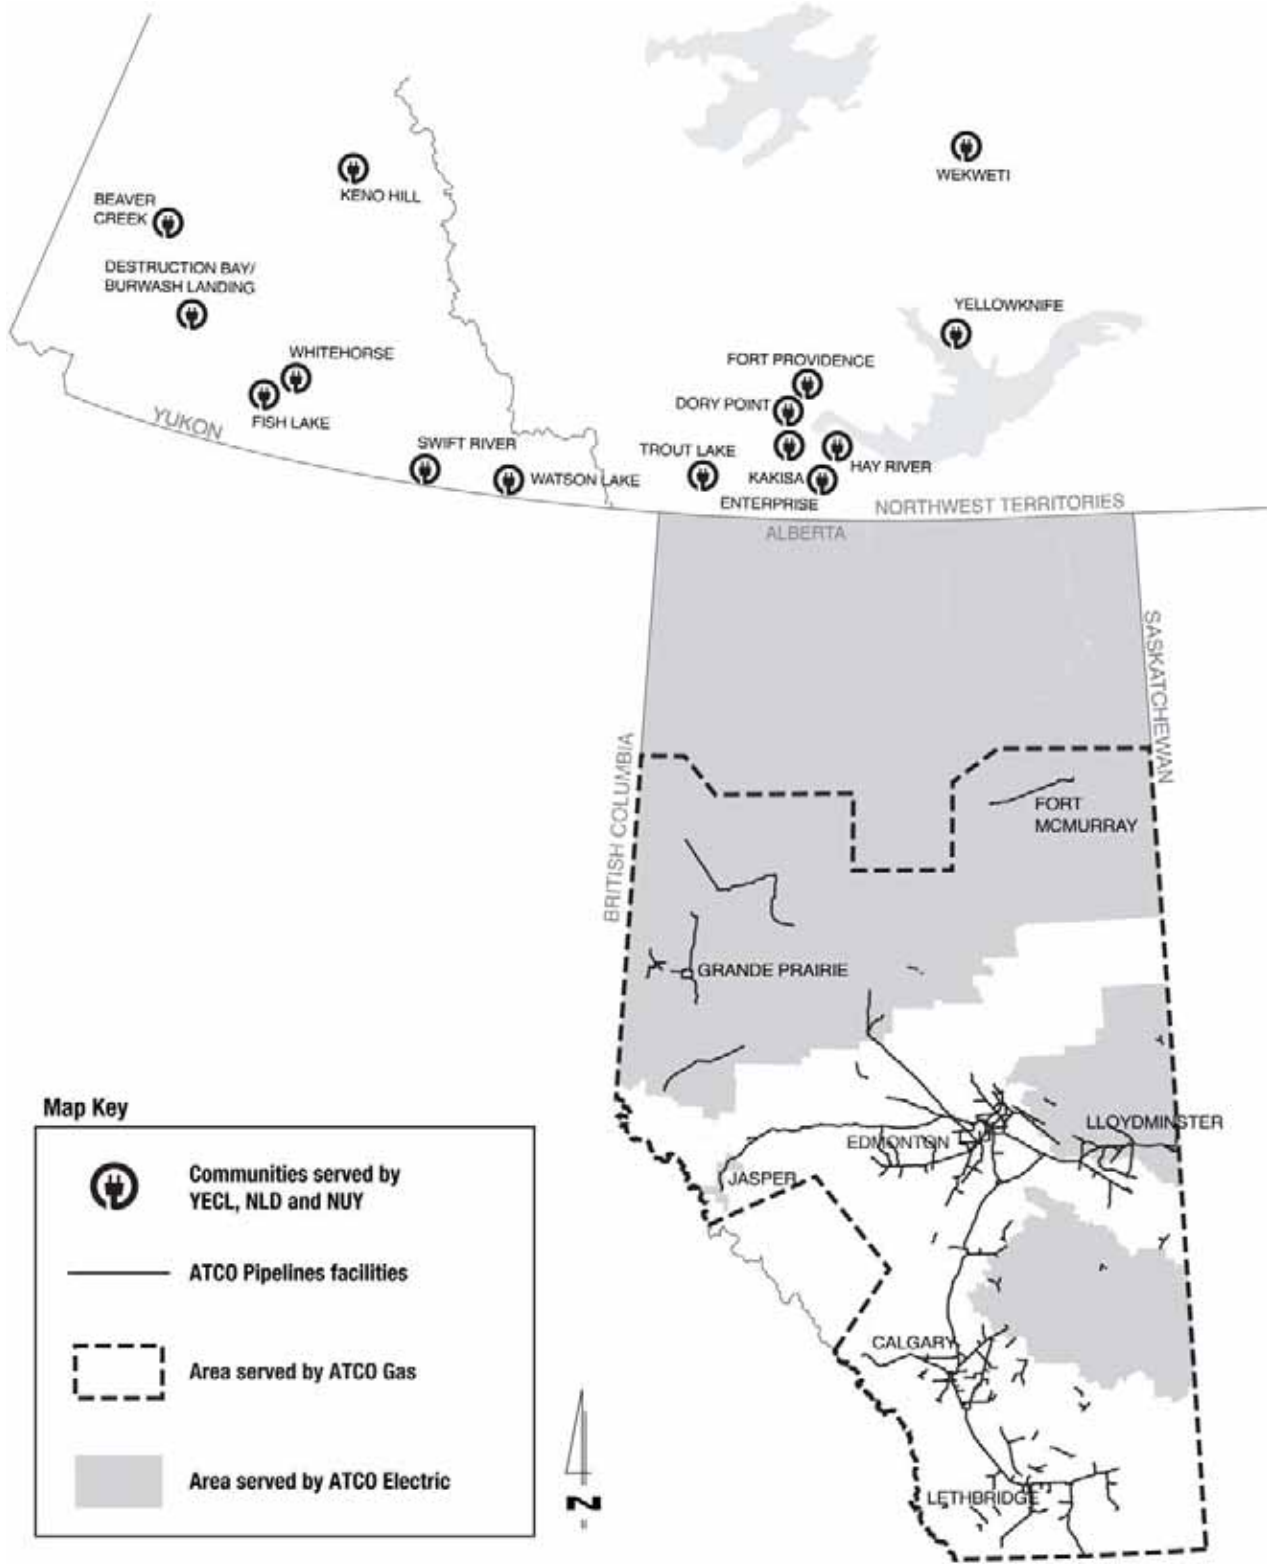 WEKWETI
KENO HILL
BEAVER
CREEK
DESTRUCTION BAY/
BURWASH LANDING
YELLOWKNIFE
WHITEHORSE
FORT PROVIDENCE
DORY POINT
FISH LAKE
YUKON
SWIFT RIVER
TROUT LAKE
HAY RIVER
WATSON LAKE
KAKISA
ENTERPRISE
NORTHWEST TERRITORIES
ALBERTA
SASKATCHEWAN
BRITISH COLUMBIA
FORT
MCMURRAY
GRANDE PRAIRIE
LLOYDMINSTER
EDMONTON
JASPER
CALGARY
LETHBRIDGE
Map Key
Communities served by
YECL, NLD and NUY
ATCO Pipelines facilities
Area served by ATCO Gas
Area served by ATCO Electric
N